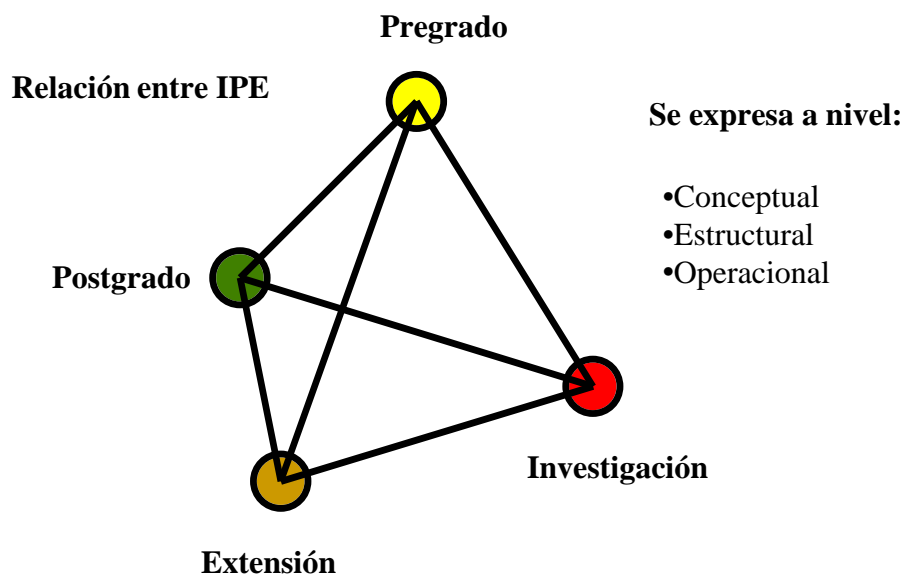 Pregrado
Relación entre IPE
Se expresa a nivel:
•Conceptual
•Estructural
•Operacional
Postgrado
Investigación
Extensión